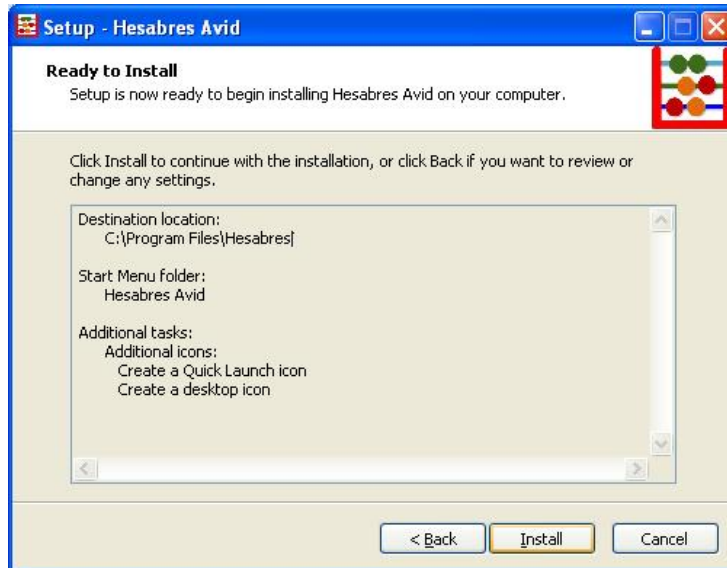 Setup - Hesabres Avid
Ready to Install
Setup is now ready to begin installing Hesabres Avid on your computer.
Click Install to continue with the installation, or click Back if you want to review or
change any settings.
Destination location:
C:\Program Files\Hesabres
Start Menu folder:
Hesabres Avid
Additional tasks:
Additional icons:
Create a Quick Launch icon
Create a desktop icon
< Back
Install
Cancel